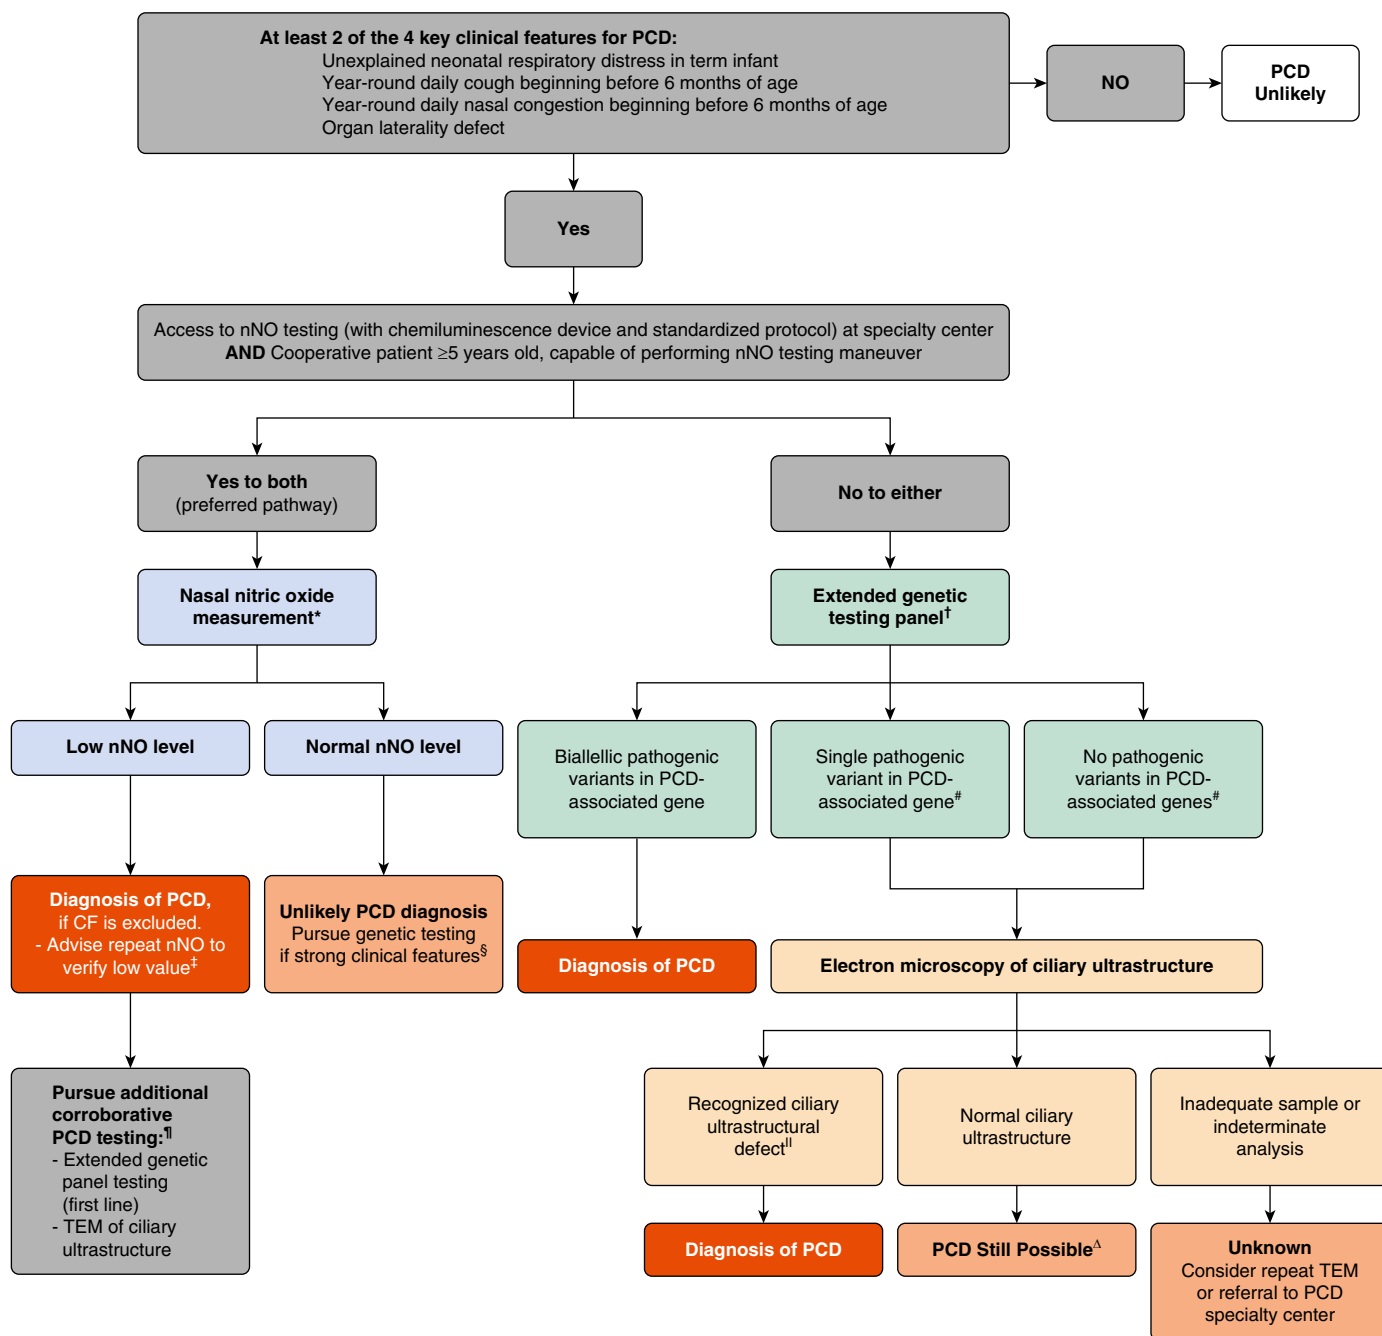 At least 2 of the 4 key clinical features for PCD:
Unexplained neonatal respiratory distress in term infant
Year-round daily cough beginning before 6 months of age
Year-round daily nasal congestion beginning before 6 months of age
Organ laterality defect
NO
PCD
Unlikely
Yes
Access to nNO testing (with chemiluminescence device and standardized protocol) at specialty center
AND Cooperative patient ≥5 years old, capable of performing nNO testing maneuver
Yes to both
(preferred pathway)
No to either
Nasal nitric oxide
measurement*
Extended genetic
testing panel†
Low nNO level
Normal nNO level
Biallellic pathogenic
variants in PCD-
associated gene
Single pathogenic
variant in PCD-
associated gene#
No pathogenic
variants in PCD-
associated genes#
Diagnosis of PCD,
if CF is excluded.
- Advise repeat nNO to
verify low value‡
Unlikely PCD diagnosis
Pursue genetic testing
if strong clinical features§
Diagnosis of PCD
Electron microscopy of ciliary ultrastructure
Pursue additional
corroborative
PCD testing:¶
- Extended genetic
panel testing
(first line)
- TEM of ciliary
ultrastructure
Recognized ciliary
ultrastructural
defect||
Normal ciliary
ultrastructure
Inadequate sample or
indeterminate
analysis
Diagnosis of PCD
PCD Still PossibleΔ
Unknown
Consider repeat TEM
or referral to PCD
specialty center